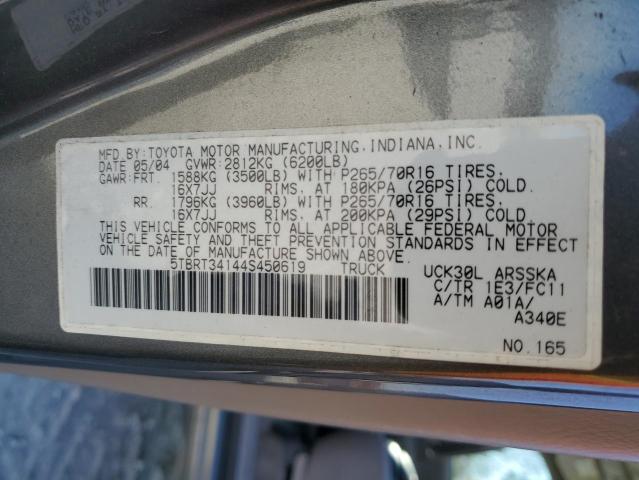 MFD.BY:TOYOTA MOTOR MANUFACTURING,INDIANA,INC.
DATE 05/04 GVWR:2812KG (6200LB)
GAWR:FRT. 1588KG (3500LB) WITH P265/70R16 TIRES,
16X7JJ RIMS, AT 180KPA (26PSI) COLD.
RR. 1796KG (3960LB) WITH P265/70R16 TIRES,
16X7JJ RIMS, AT 200KPA (29PSI) COLD.
THIS VEHICLE CONFORMS TO ALL APPLICABLE FEDERAL MOTOR
VEHICLE SAFETY AND THEFT PREVENTION STANDARDS IN EFFECT
ON THE DATE OF MANUFACTURE SHOWN ABOVE.
5TBRT34144S450619 TRUCK
UCK30L ARSSKA
C/TR 1E3/FC11
A/TM A01A/
A340E
NO.165